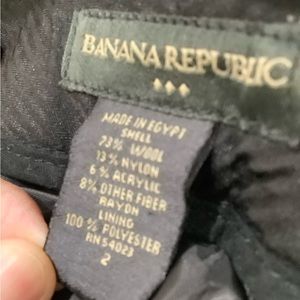 BANANA REPUBLIC
MADE IN EGYPT
SHELL
73% WOOL
13% NYLON
6% ACRYLIC
8% OTHER FIBER
RAYON
LINING
100% POLYESTER
RN 54023
2